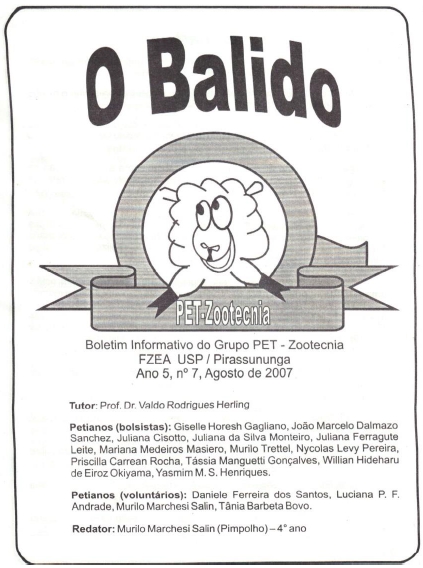 O Balido
PET-Zootecnia
Boletim Informativo do Grupo PET - Zootecnia
FZEA USP / Pirassununga
Ano 5, nº 7, Agosto de 2007
Tutor: Prof. Dr. Valdo Rodrigues Herling
Petianos (bolsistas): Giselle Horesh Gagliano, João Marcelo Dalmazo
Sanchez, Juliana Cisotto, Juliana da Silva Monteiro, Juliana Ferragute
Leite, Mariana Medeiros Masiero, Murilo Trettel, Nycolas Levy Pereira,
Priscilla Carrean Rocha, Tássia Manguetti Gonçalves, Willian Hideharu
de Eiroz Okiyama, Yasmim M. S. Henriques.
Petianos (voluntários): Daniele Ferreira dos Santos, Luciana P. F.
Andrade, Murilo Marchesi Salin, Tânia Barbeta Bovo.
Redator: Murilo Marchesi Salin (Pimpolho) – 4° ano